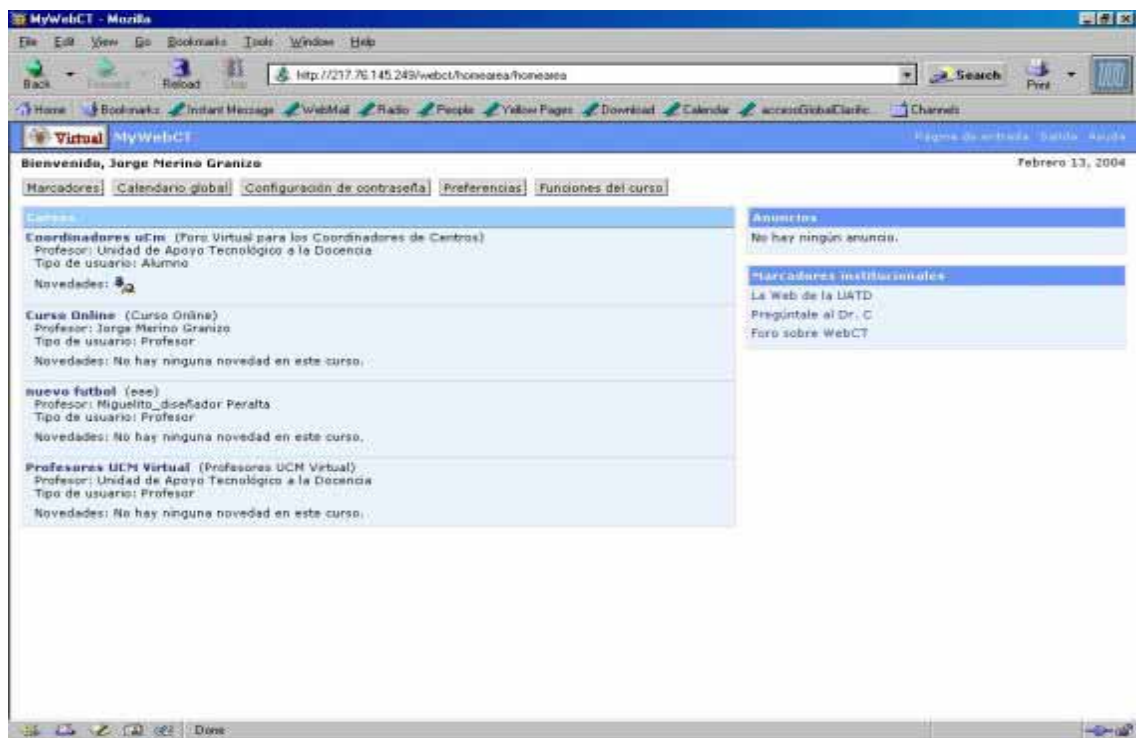 MyWebCT - Mozilla
File Edit View Go Bookmarks Tools Window Help
Back Reload Print
http://217.76.145.249/webct/homearea/homearea
Search
Home Bookmarks Instant Message WebMail Radio People Yellow Pages Download Calendar Channels
Virtual MyWebCT
Página de entrada Salida Ayuda
Bienvenido, Jorge Merino Granizo
Febrero 13, 2004
Marcadores Calendario global Configuración de contraseña Preferencias Funciones del curso
Cursos
Coordinadores uCm (Foro Virtual para los Coordinadores de Centros)
Profesor: Unidad de Apoyo Tecnológico a la Docencia
Tipo de usuario: Alumno
Novedades:
Curso Online (Curso Online)
Profesor: Jorge Merino Granizo
Tipo de usuario: Profesor
Novedades: No hay ninguna novedad en este curso.
nuevo futbol (eee)
Profesor: Miguelito_diseñador Peralta
Tipo de usuario: Profesor
Novedades: No hay ninguna novedad en este curso.
Profesores UCM Virtual (Profesores UCM Virtual)
Profesor: Unidad de Apoyo Tecnológico a la Docencia
Tipo de usuario: Profesor
Novedades: No hay ninguna novedad en este curso.
Anuncios
No hay ningún anuncio.
Marcadores institucionales
La Web de la UATD
Pregúntale al Dr. C
Foro sobre WebCT
Done